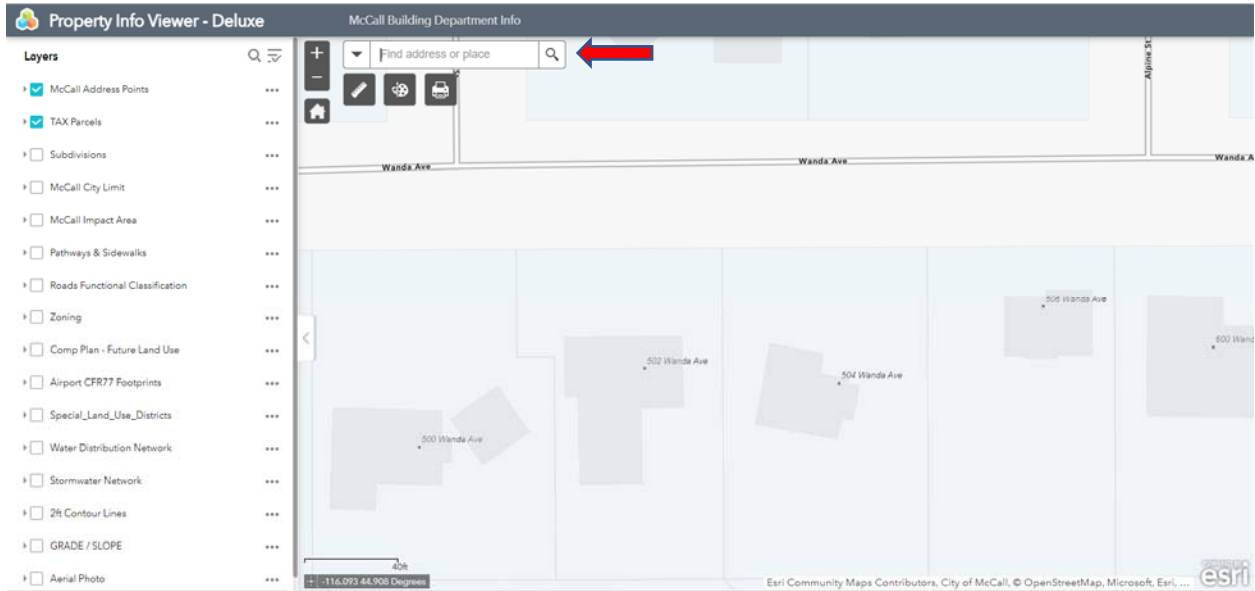 Property Info Viewer - Deluxe
McCall Building Department Info
Layers
McCall Address Points
TAX Parcels
Subdivisions
McCall City Limit
McCall Impact Area
Pathways & Sidewalks
Roads Functional Classification
Zoning
Comp Plan - Future Land Use
Airport CFR77 Footprints
Special_Land_Use_Districts
Water Distribution Network
Stormwater Network
2ft Contour Lines
GRADE / SLOPE
Aerial Photo
Find address or place
Alpine St
Wanda Ave
Wanda Ave
Wanda A
506 Wanda Ave
600 Wand
502 Wanda Ave
504 Wanda Ave
500 Wanda Ave
40ft
-116.093 44.908 Degrees
Esri Community Maps Contributors, City of McCall, © OpenStreetMap, Microsoft, Esri, ...
esri